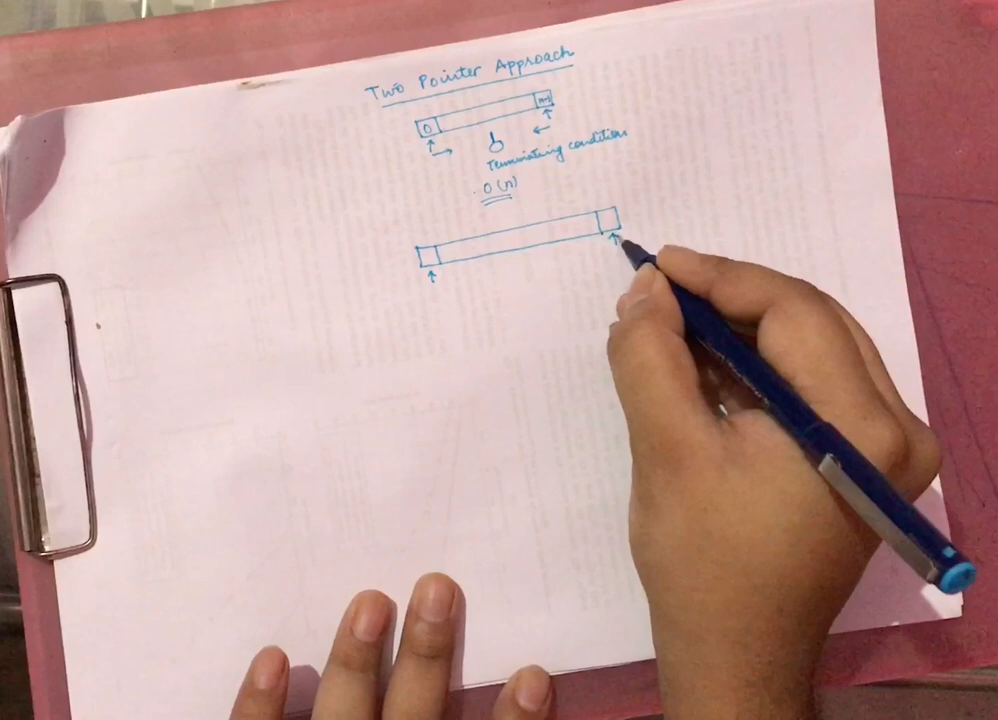 Two Pointer Approach
0 n-1
Terminating condition
O(n)